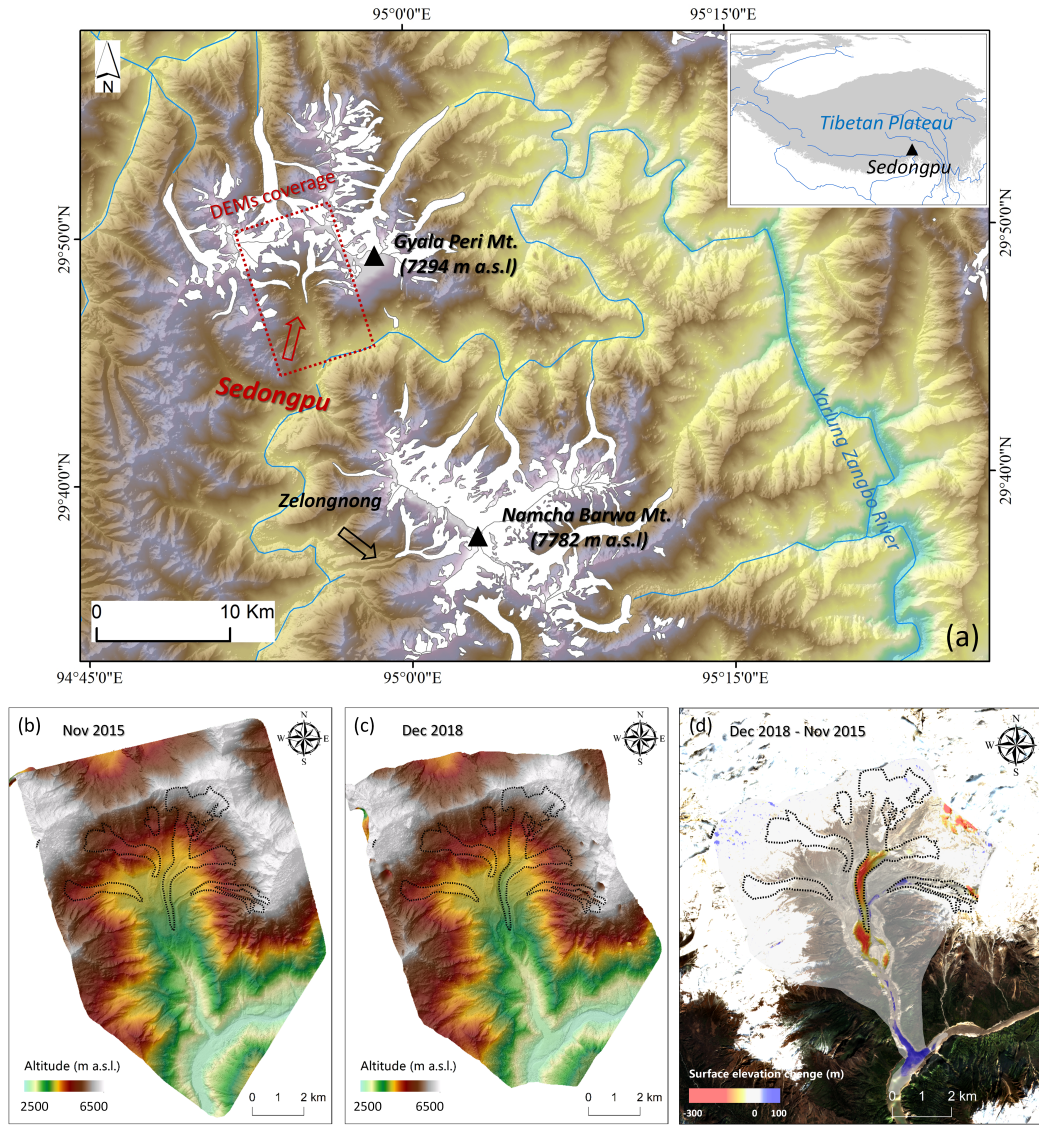 95°0'0"E
95°15'0"E
N
Tibetan Plateau
Sedongpu
DEMs coverage
29°50'0"N
Gyala Peri Mt.
(7294 m a.s.l)
29°50'0"N
Sedongpu
Yarlung Zangbo River
29°40'0"N
Zelongnong
Namcha Barwa Mt.
(7782 m a.s.l)
29°40'0"N
0 10 Km
(a)
94°45'0"E
95°0'0"E
95°15'0"E
(b) Nov 2015
N
W E
S
Altitude (m a.s.l.)
2500 6500
0 1 2 km
(c) Dec 2018
N
W E
S
Altitude (m a.s.l.)
2500 6500
0 1 2 km
(d) Dec 2018 - Nov 2015
N
W E
S
Surface elevation chenge (m)
-300 0 100
0 1 2 km